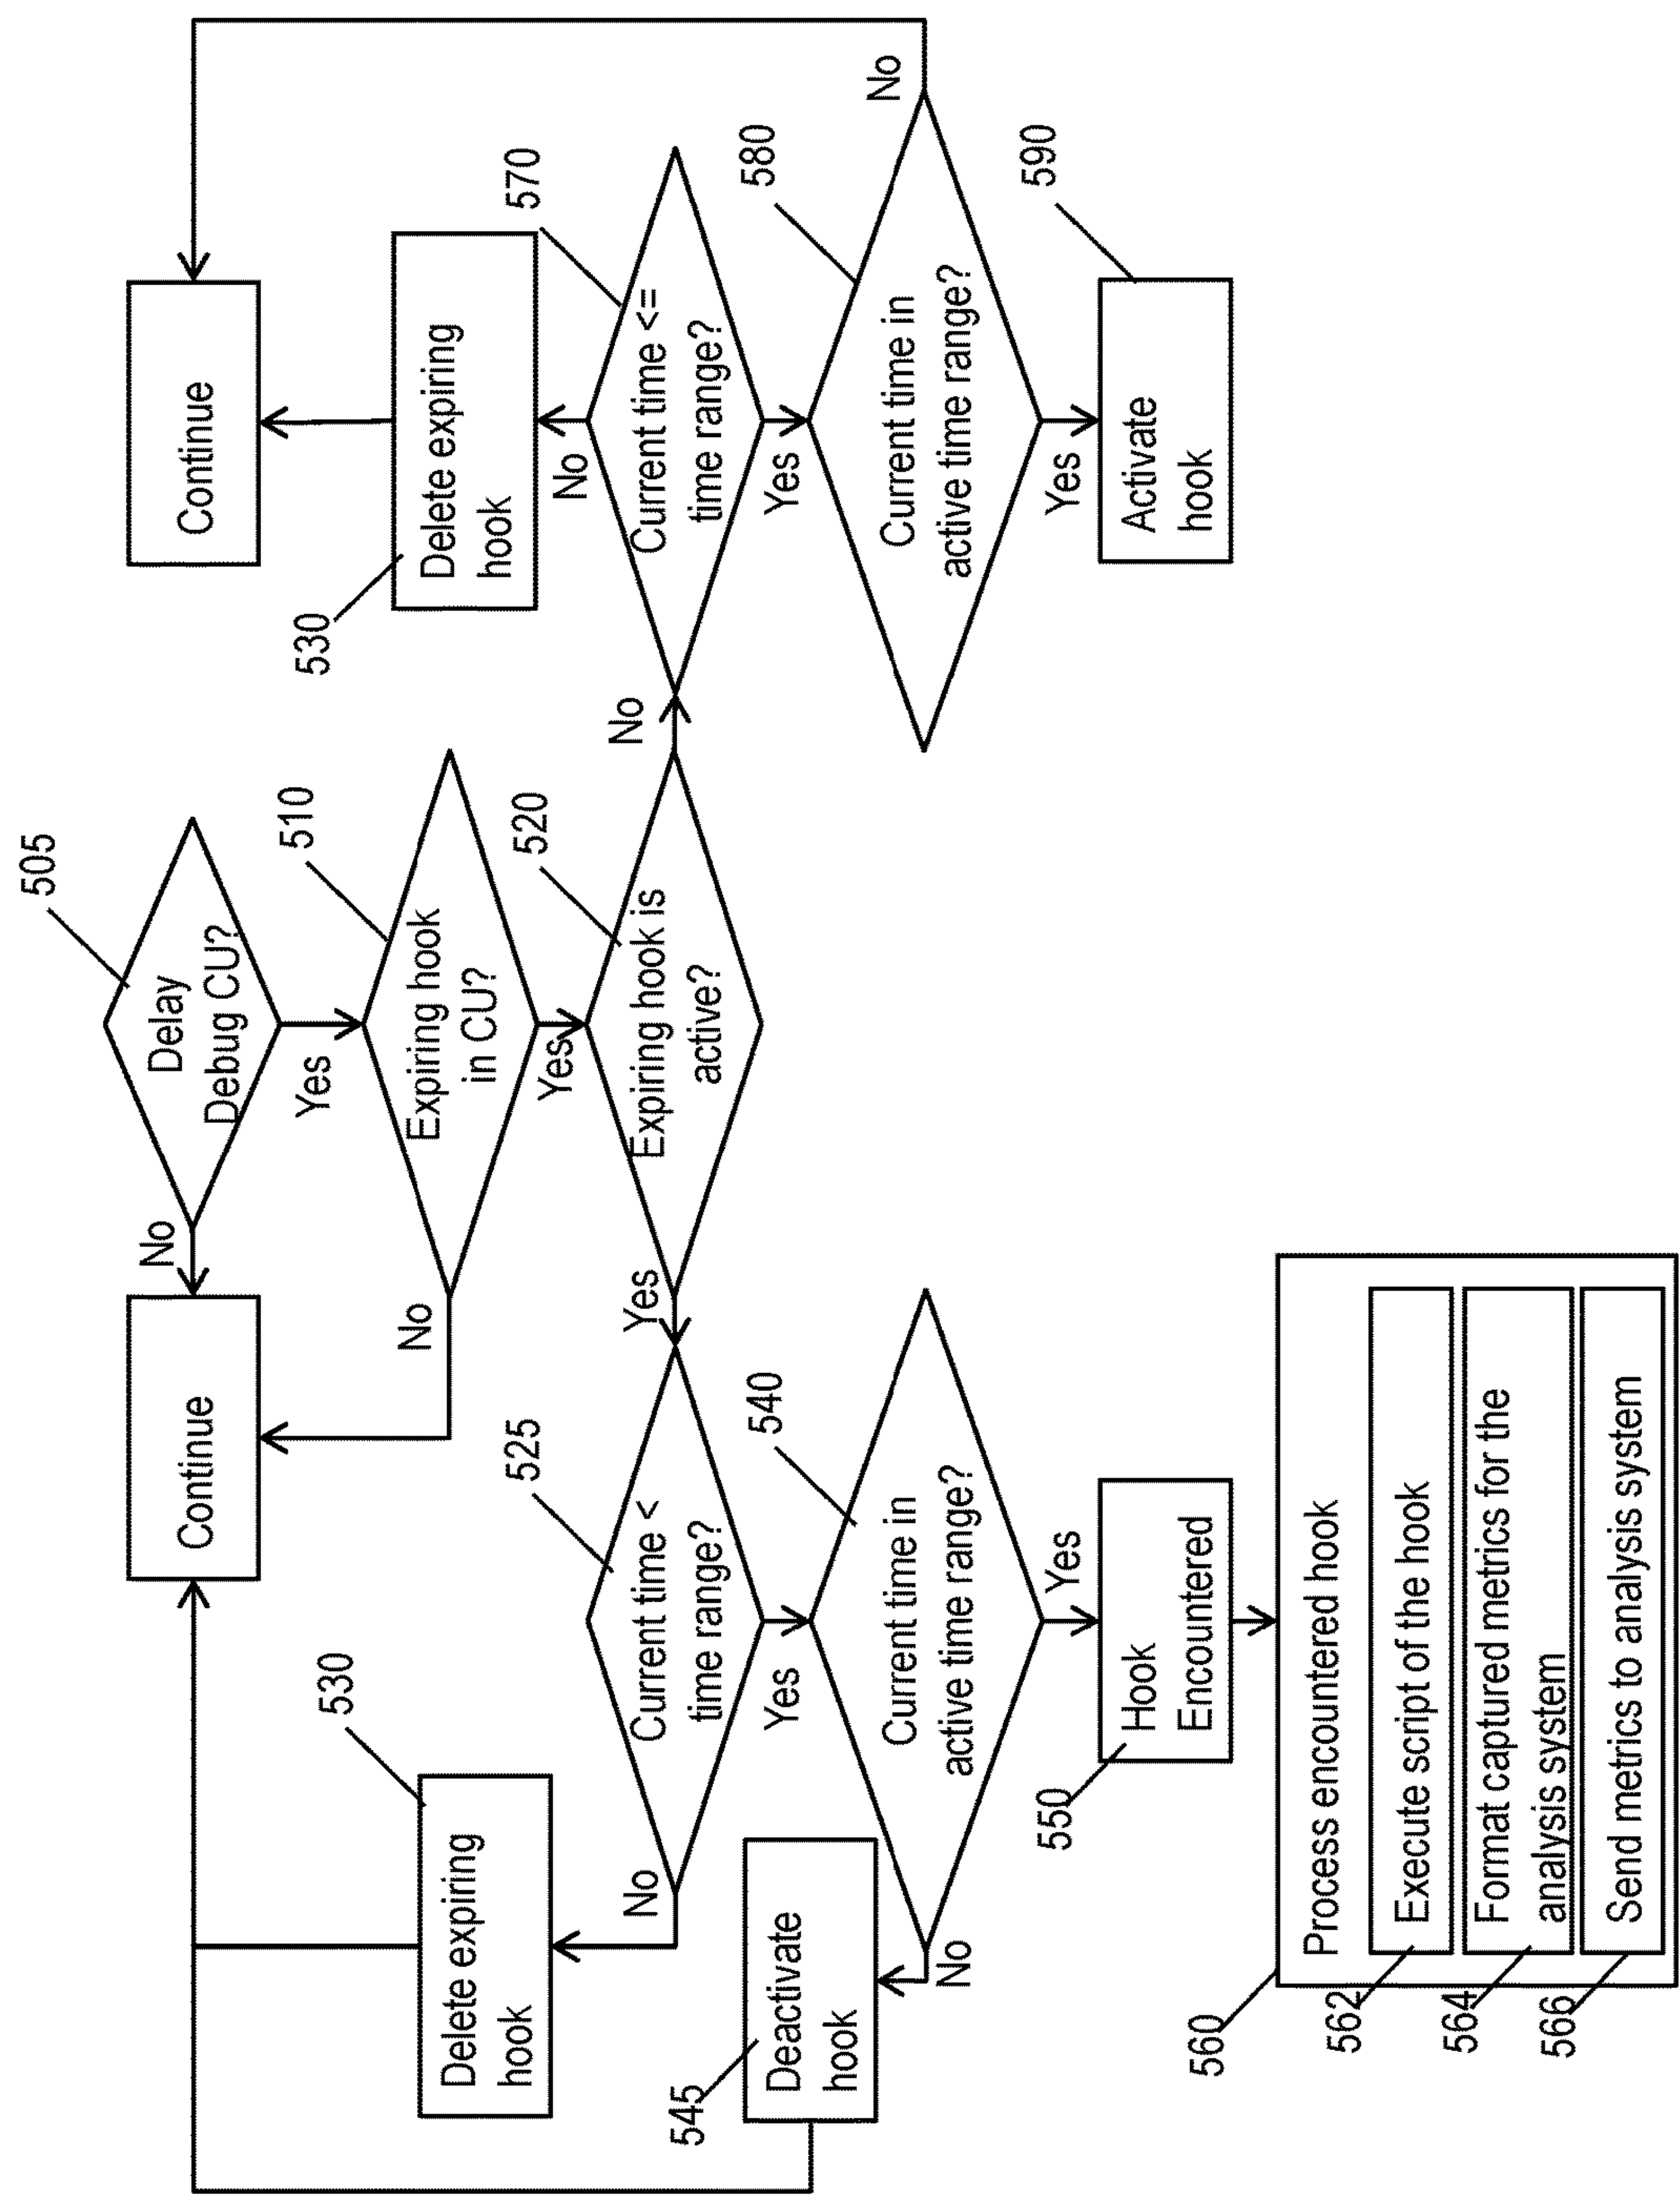 505
Delay
Debug CU?
No
Yes
Continue
510
Expiring hook
in CU?
No
Yes
520
Expiring hook is
active?
Yes
No
525
Current time <
time range?
No
Yes
530
Delete expiring
hook
540
Current time in
active time range?
No
Yes
545
Deactivate
hook
550
Hook
Encountered
560
Process encountered hook
562
Execute script of the hook
564
Format captured metrics for the
analysis system
566
Send metrics to analysis system
570
Current time <=
time range?
No
Yes
530
Delete expiring
hook
Continue
580
Current time in
active time range?
No
Yes
590
Activate
hook